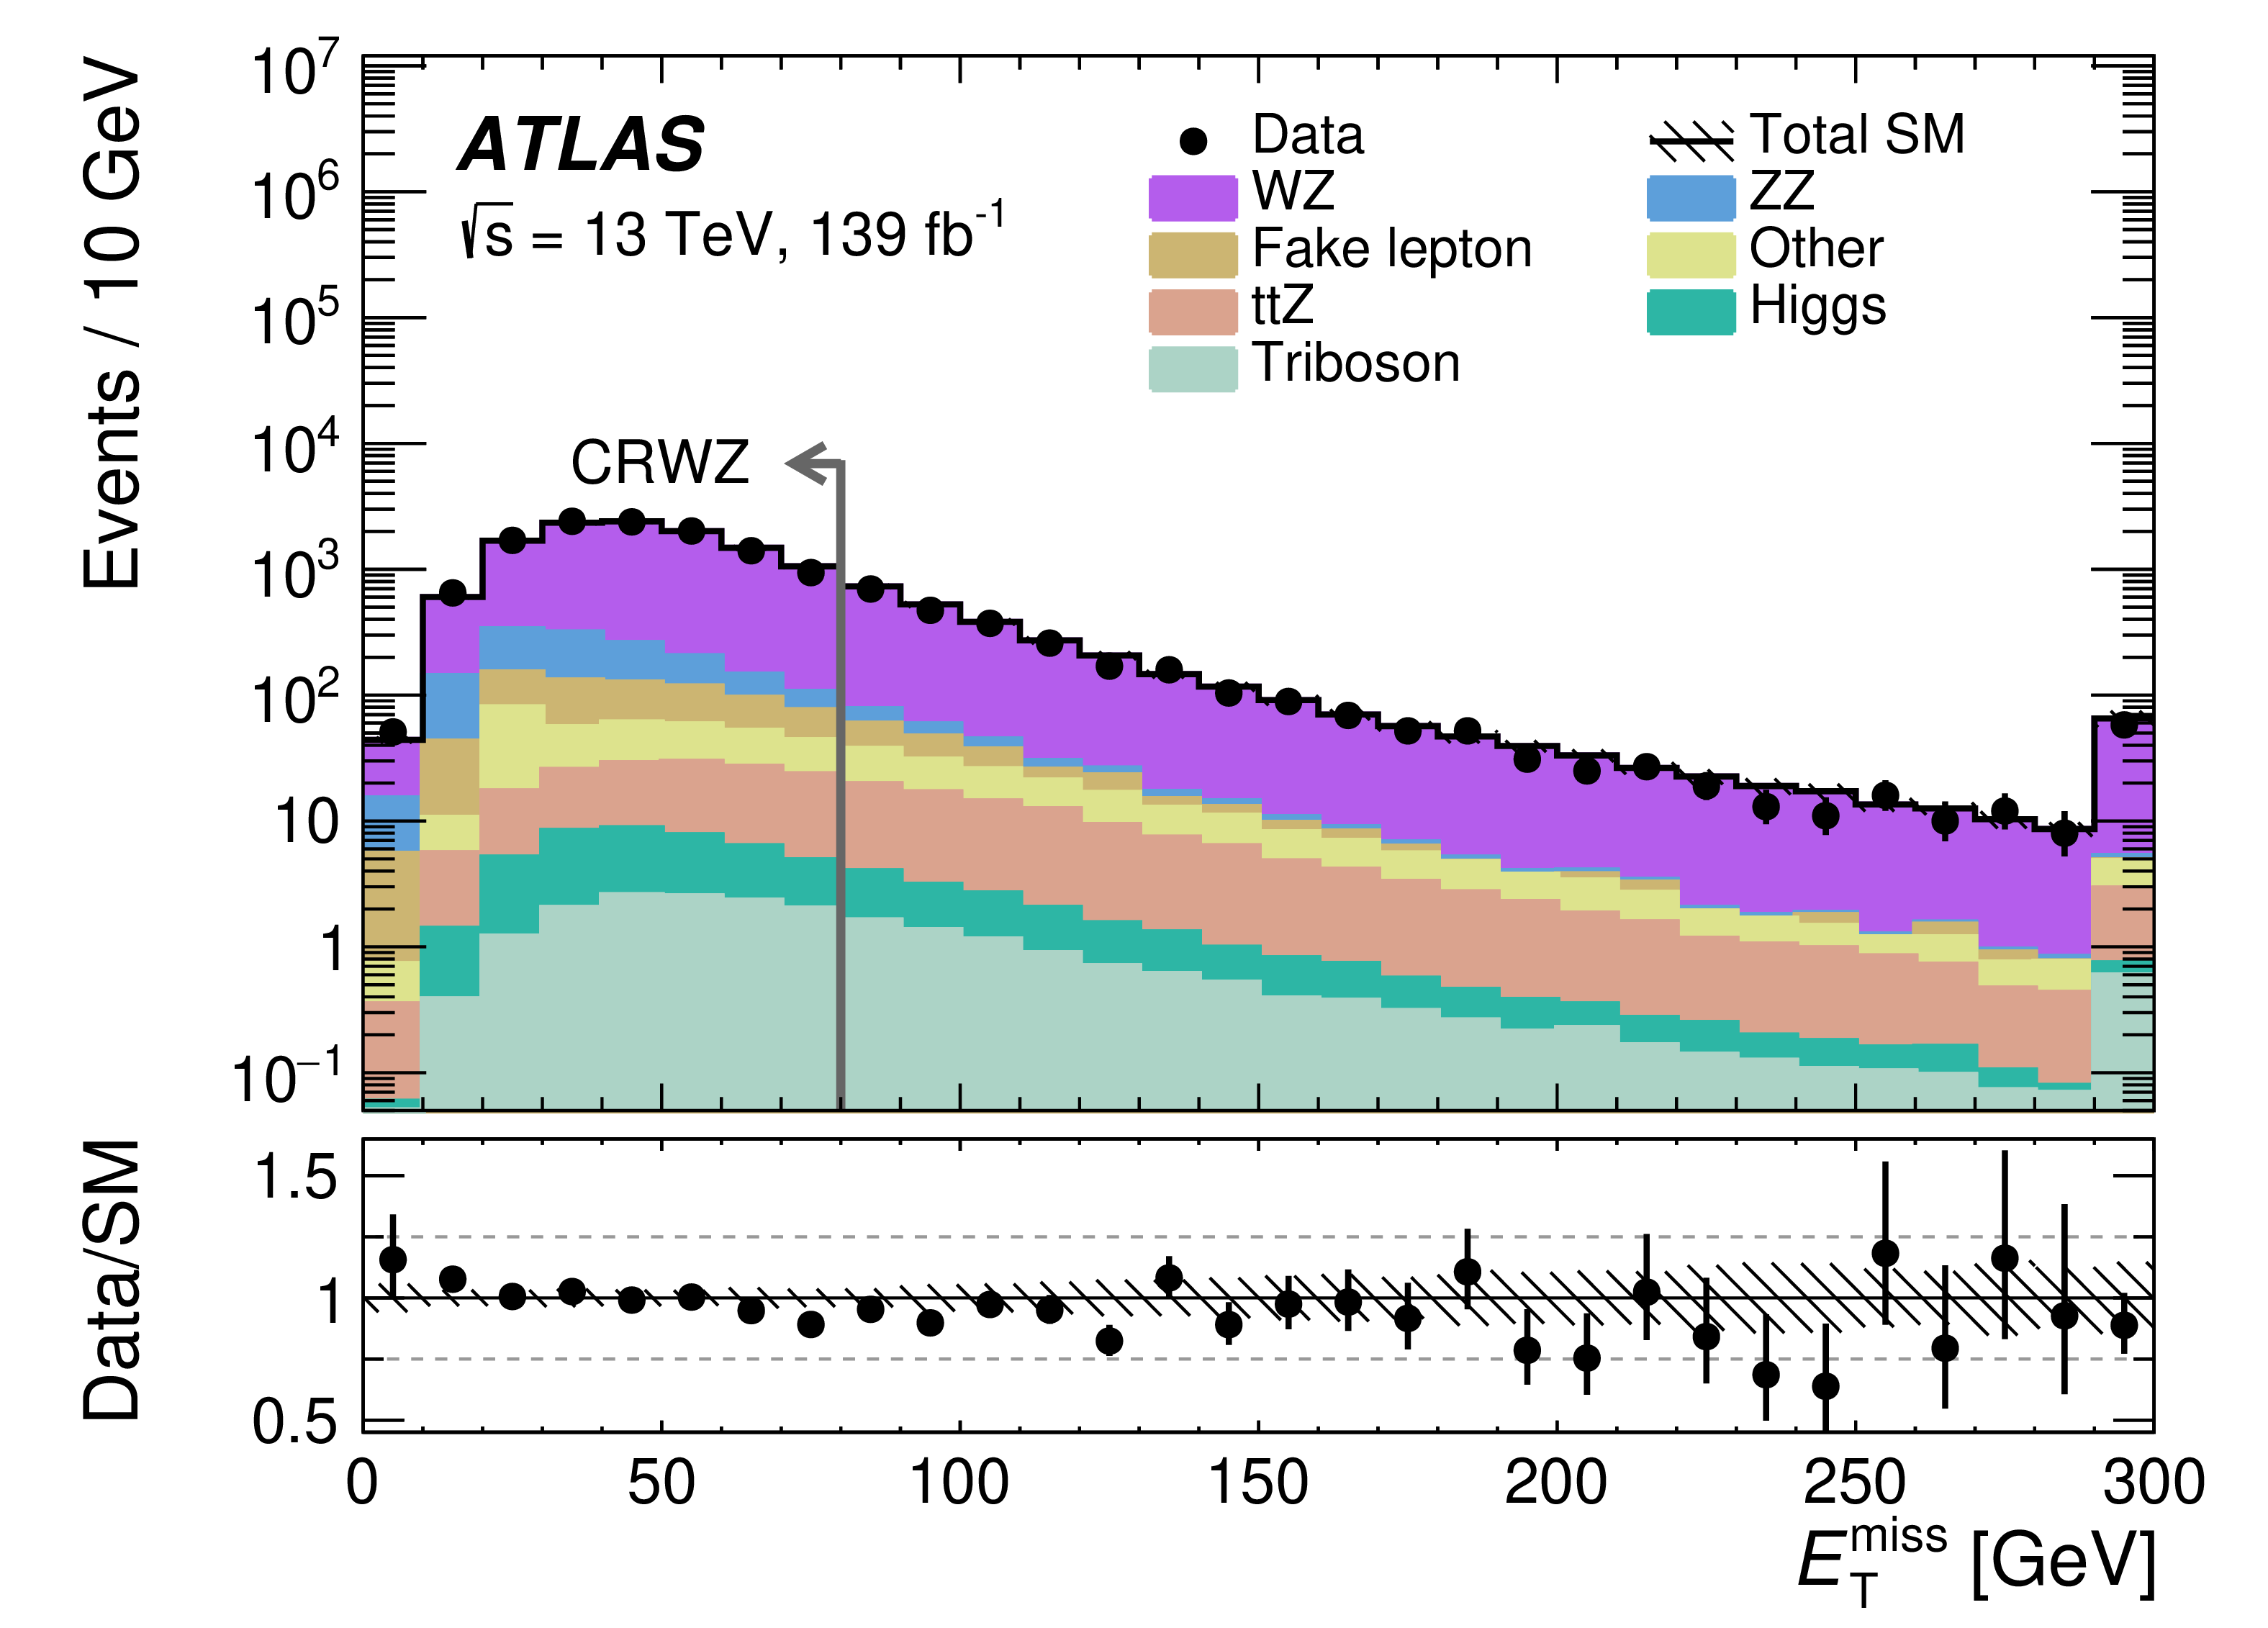 Events / 10 GeV
10⁷
10⁶
10⁵
10⁴
10³
10²
10
1
10⁻¹
ATLAS
√s = 13 TeV, 139 fb⁻¹
Data
Total SM
WZ
ZZ
Fake lepton
Other
ttZ
Higgs
Triboson
CRWZ
Data/SM
1.5
1
0.5
0 50 100 150 200 250 300
E_T^miss [GeV]